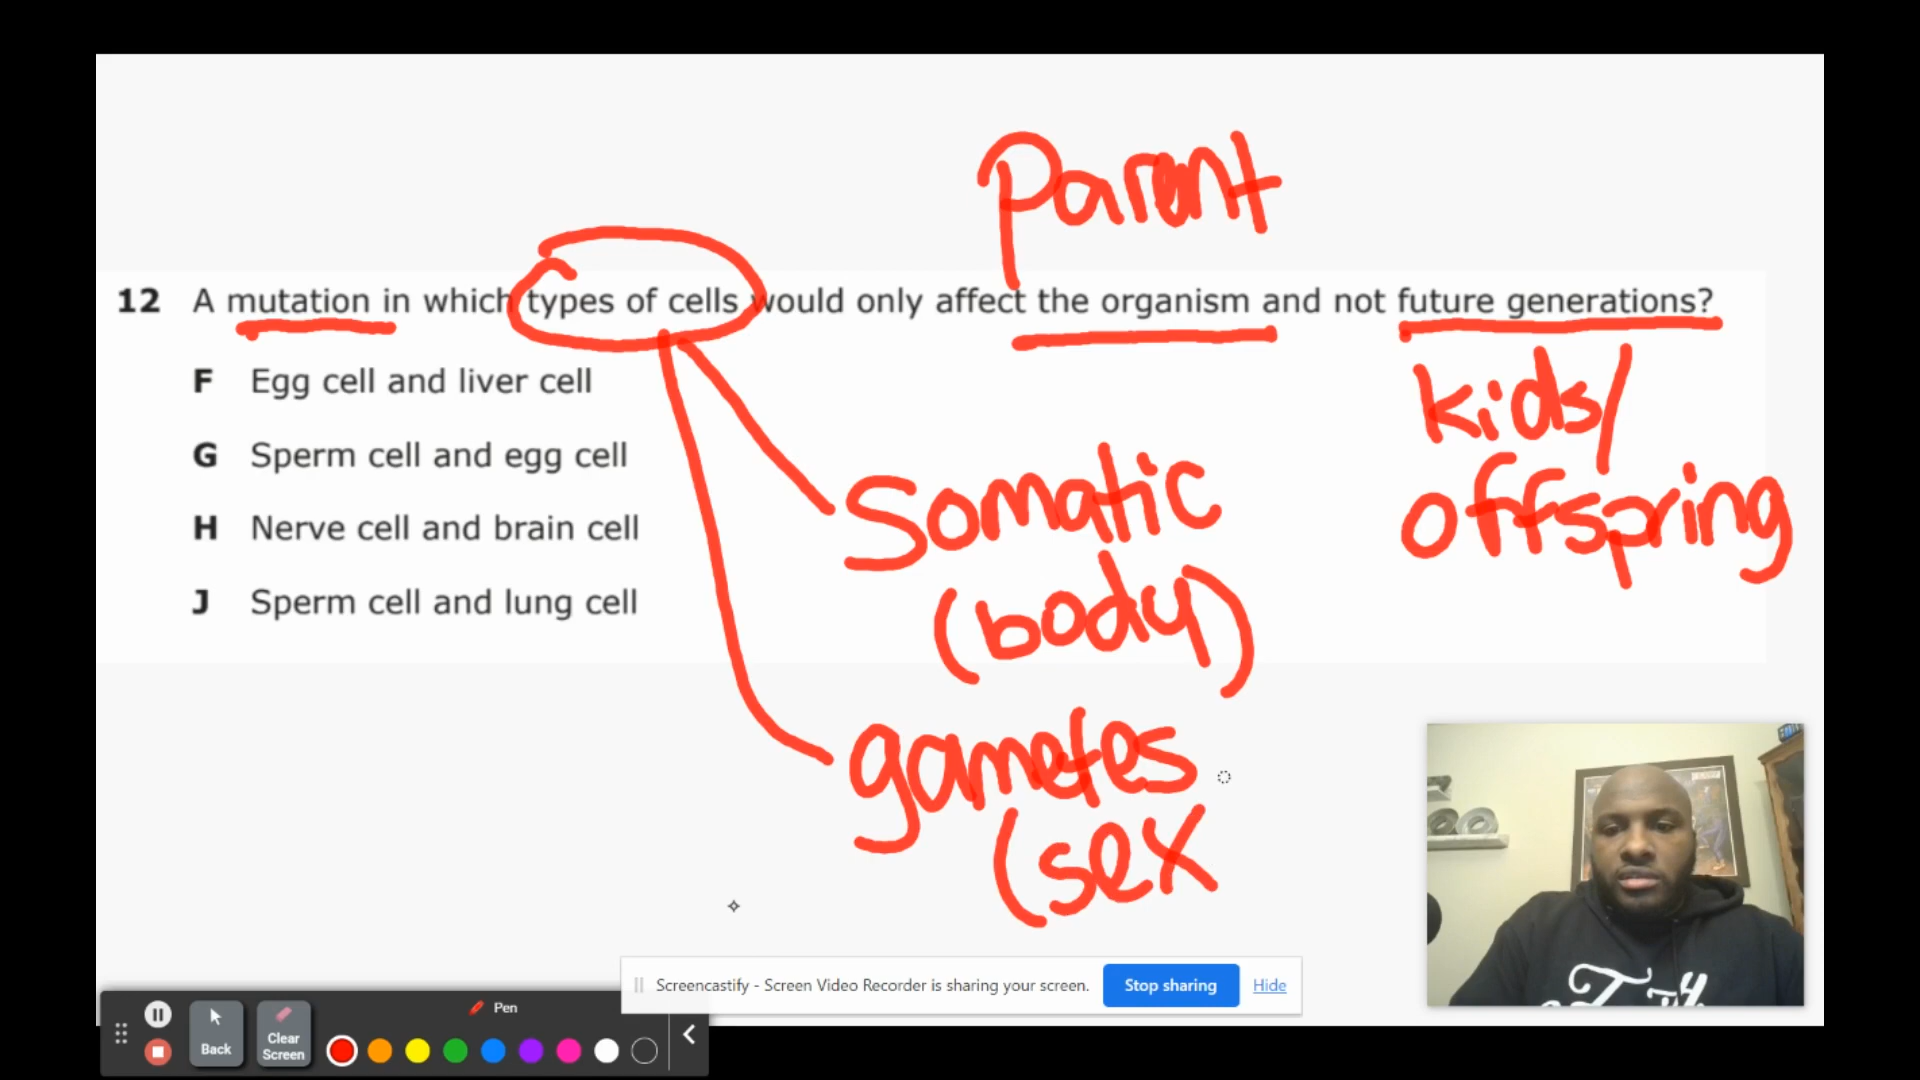 Parent
12 A mutation in which types of cells would only affect the organism and not future generations?
F Egg cell and liver cell
G Sperm cell and egg cell
H Nerve cell and brain cell
J Sperm cell and lung cell
kids/
offspring
Somatic
(body)
gametes
(sex
Screencastify - Screen Video Recorder is sharing your screen.
Stop sharing
Hide
Pen
Back
Clear
Screen